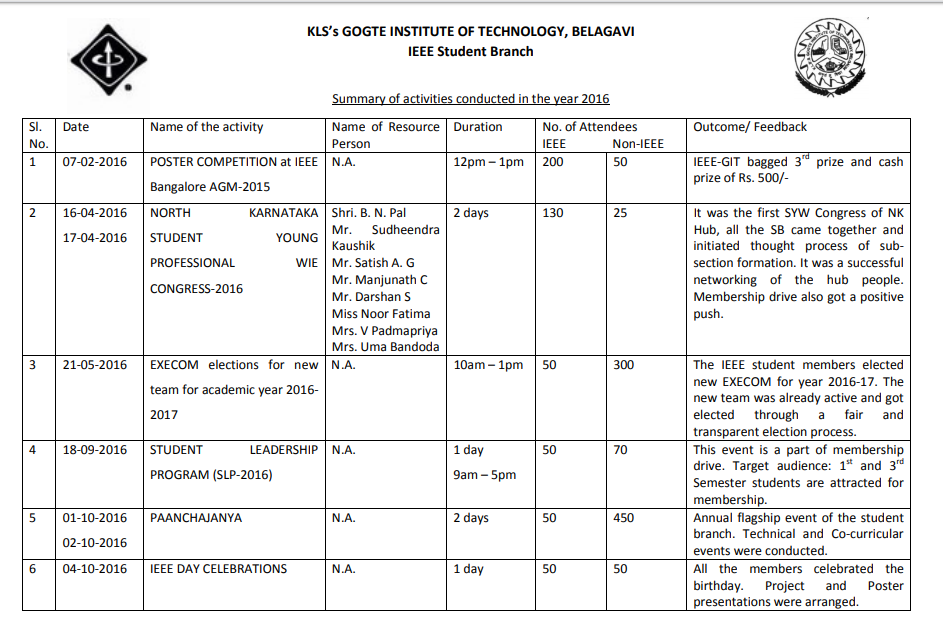 KLS’s GOGTE INSTITUTE OF TECHNOLOGY, BELAGAVI
IEEE Student Branch
Summary of activities conducted in the year 2016
Sl. No. Date Name of the activity Name of Resource Person Duration No. of Attendees IEEE Non-IEEE Outcome/ Feedback
1 07-02-2016 POSTER COMPETITION at IEEE Bangalore AGM-2015 N.A. 12pm – 1pm 200 50 IEEE-GIT bagged 3rd prize and cash prize of Rs. 500/-
2 16-04-2016 17-04-2016 NORTH KARNATAKA STUDENT YOUNG PROFESSIONAL WIE CONGRESS-2016
Shri. B. N. Pal
Mr. Sudheendra Kaushik
Mr. Satish A. G
Mr. Manjunath C
Mr. Darshan S
Miss Noor Fatima
Mrs. V Padmapriya
Mrs. Uma Bandoda
2 days 130 25
It was the first SYW Congress of NK
Hub, all the SB came together and
initiated thought process of sub-
section formation. It was a successful
networking of the hub people.
Membership drive also got a positive
push.
3 21-05-2016 EXECOM elections for new team for academic year 2016-2017 N.A. 10am – 1pm 50 300
The IEEE student members elected
new EXECOM for year 2016-17. The
new team was already active and got
elected through a fair and
transparent election process.
4 18-09-2016 STUDENT LEADERSHIP PROGRAM (SLP-2016) N.A. 1 day 9am – 5pm 50 70
This event is a part of membership
drive. Target audience: 1st and 3rd
Semester students are attracted for
membership.
5 01-10-2016 02-10-2016 PAANCHAJANYA N.A. 2 days 50 450
Annual flagship event of the student
branch. Technical and Co-curricular
events were conducted.
6 04-10-2016 IEEE DAY CELEBRATIONS N.A. 1 day 50 50
All the members celebrated the
birthday. Project and Poster
presentations were arranged.